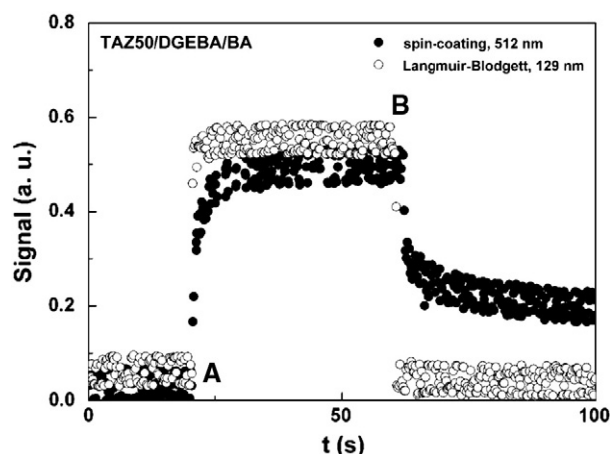 0.8
TAZ50/DGEBA/BA
spin-coating, 512 nm
Langmuir-Blodgett, 129 nm
B
0.6
Signal (a. u.)
0.4
0.2
A
0.0
0 50 100
t (s)